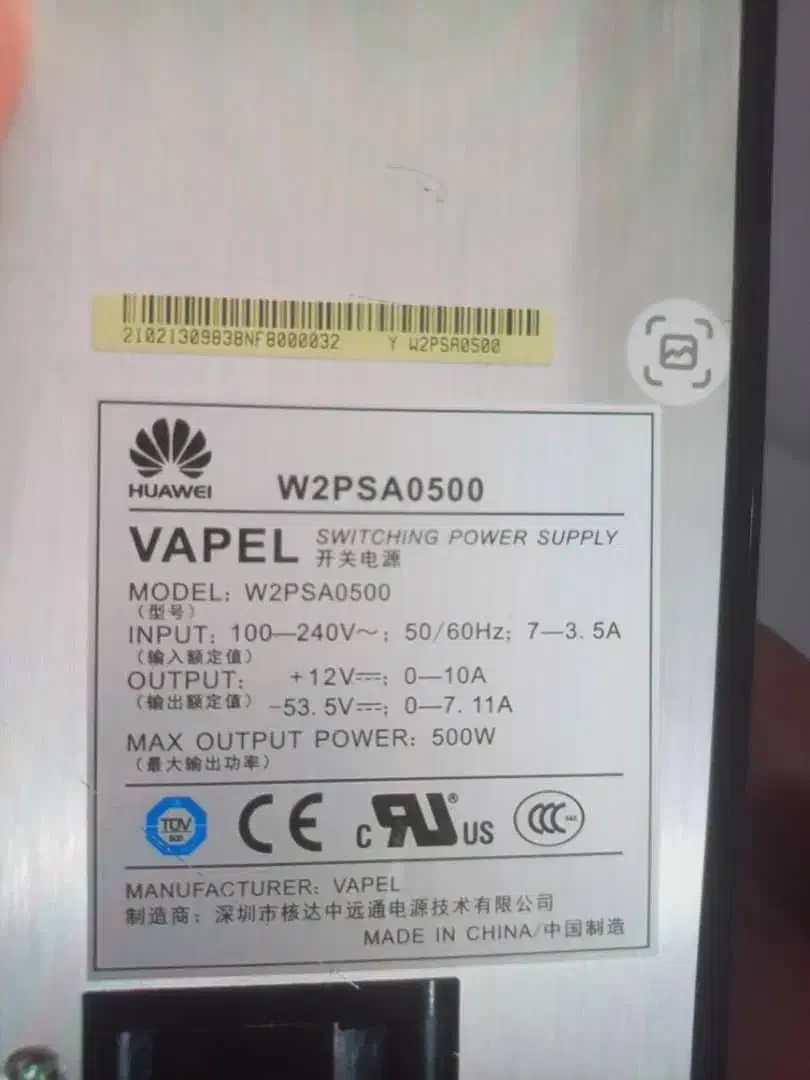 21021309838NF8000032 Y W2PSA0500
HUAWEI W2PSA0500
VAPEL SWITCHING POWER SUPPLY
开关电源
MODEL: W2PSA0500
(型号)
INPUT: 100—240V～; 50/60Hz; 7—3.5A
(输入额定值)
OUTPUT: +12V⎓; 0—10A
(输出额定值) -53.5V⎓; 0—7.11A
MAX OUTPUT POWER: 500W
(最大输出功率)
TÜV
CE c RU ® US CCC
MANUFACTURER: VAPEL
制造商: 深圳市核达中远通电源技术有限公司
MADE IN CHINA/中国制造